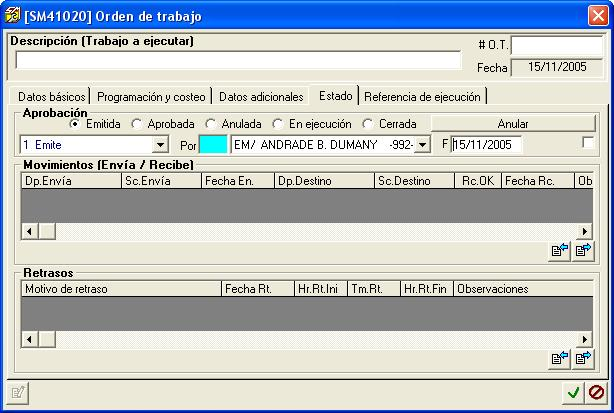 [SM41020] Orden de trabajo
Descripción (Trabajo a ejecutar)
# O.T.
Fecha 15/11/2005
Datos básicos Programación y costeo Datos adicionales Estado Referencia de ejecución
Aprobación
Emitida Aprobada Anulada En ejecución Cerrada Anular
1 Emite Por EM/ ANDRADE B. DUMANY -992- F 15/11/2005
Movimientos (Envía / Recibe)
Dp.Envía Sc.Envía Fecha En. Dp.Destino Sc.Destino Rc.OK Fecha Rc. Ob
Retrasos
Motivo de retraso Fecha Rt. Hr.Rt.Ini Tm.Rt. Hr.Rt.Fin Observaciones